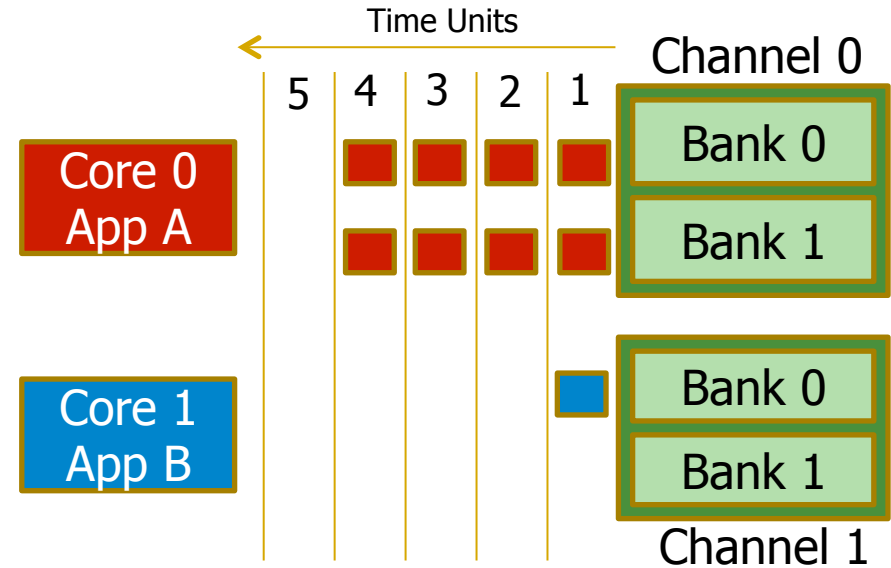 Time Units
Channel 0
5 4 3 2 1
Core 0
App A
Bank 0
Bank 1
Core 1
App B
Bank 0
Bank 1
Channel 1